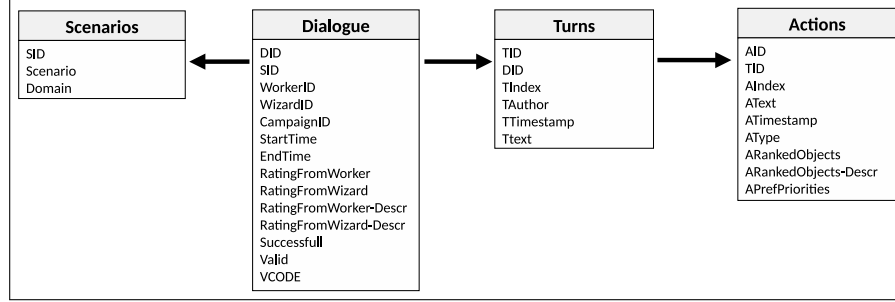 Scenarios
SID
Scenario
Domain
Dialogue
DID
SID
WorkerID
WizardID
CampaignID
StartTime
EndTime
RatingFromWorker
RatingFromWizard
RatingFromWorker-Descr
RatingFromWizard-Descr
Successfull
Valid
VCODE
Turns
TID
DID
TIndex
TAuthor
TTimestamp
Ttext
Actions
AID
TID
AIndex
AText
ATimestamp
AType
ARankedObjects
ARankedObjects-Descr
APrefPriorities